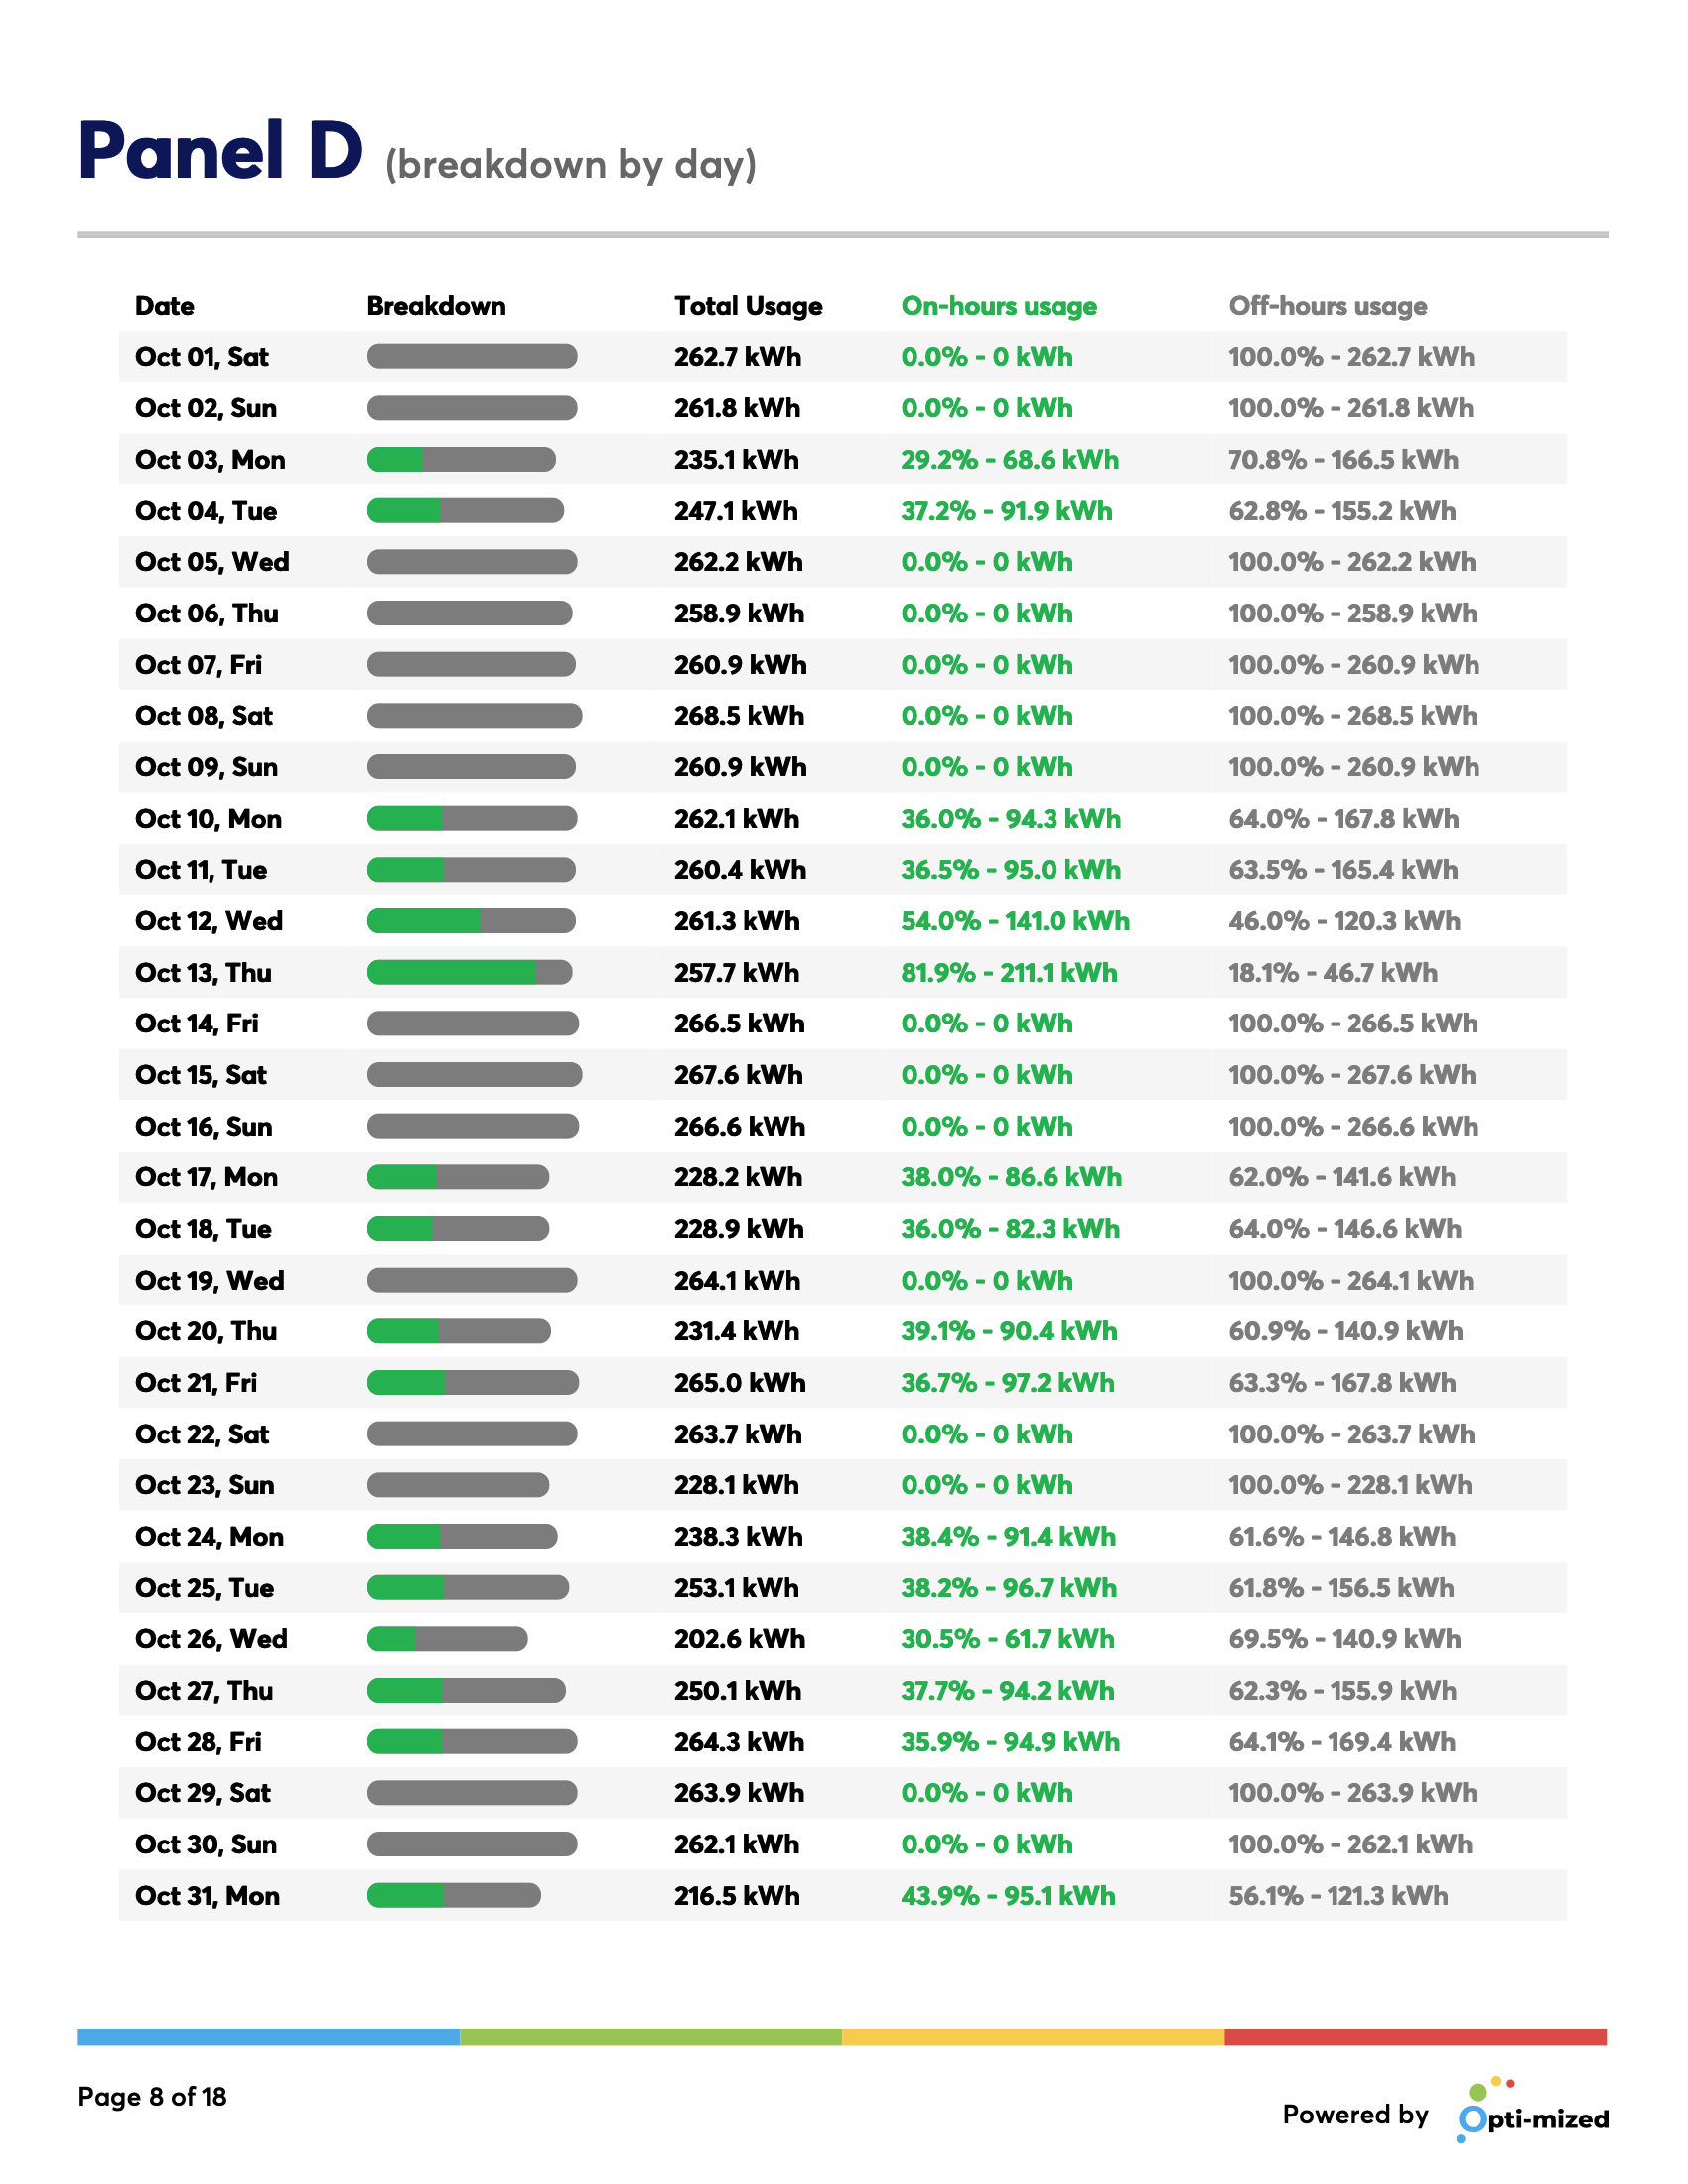 Panel D (breakdown by day)
Date Breakdown Total Usage On-hours usage Off-hours usage
Oct 01, Sat 262.7 kWh 0.0% - 0 kWh 100.0% - 262.7 kWh
Oct 02, Sun 261.8 kWh 0.0% - 0 kWh 100.0% - 261.8 kWh
Oct 03, Mon 235.1 kWh 29.2% - 68.6 kWh 70.8% - 166.5 kWh
Oct 04, Tue 247.1 kWh 37.2% - 91.9 kWh 62.8% - 155.2 kWh
Oct 05, Wed 262.2 kWh 0.0% - 0 kWh 100.0% - 262.2 kWh
Oct 06, Thu 258.9 kWh 0.0% - 0 kWh 100.0% - 258.9 kWh
Oct 07, Fri 260.9 kWh 0.0% - 0 kWh 100.0% - 260.9 kWh
Oct 08, Sat 268.5 kWh 0.0% - 0 kWh 100.0% - 268.5 kWh
Oct 09, Sun 260.9 kWh 0.0% - 0 kWh 100.0% - 260.9 kWh
Oct 10, Mon 262.1 kWh 36.0% - 94.3 kWh 64.0% - 167.8 kWh
Oct 11, Tue 260.4 kWh 36.5% - 95.0 kWh 63.5% - 165.4 kWh
Oct 12, Wed 261.3 kWh 54.0% - 141.0 kWh 46.0% - 120.3 kWh
Oct 13, Thu 257.7 kWh 81.9% - 211.1 kWh 18.1% - 46.7 kWh
Oct 14, Fri 266.5 kWh 0.0% - 0 kWh 100.0% - 266.5 kWh
Oct 15, Sat 267.6 kWh 0.0% - 0 kWh 100.0% - 267.6 kWh
Oct 16, Sun 266.6 kWh 0.0% - 0 kWh 100.0% - 266.6 kWh
Oct 17, Mon 228.2 kWh 38.0% - 86.6 kWh 62.0% - 141.6 kWh
Oct 18, Tue 228.9 kWh 36.0% - 82.3 kWh 64.0% - 146.6 kWh
Oct 19, Wed 264.1 kWh 0.0% - 0 kWh 100.0% - 264.1 kWh
Oct 20, Thu 231.4 kWh 39.1% - 90.4 kWh 60.9% - 140.9 kWh
Oct 21, Fri 265.0 kWh 36.7% - 97.2 kWh 63.3% - 167.8 kWh
Oct 22, Sat 263.7 kWh 0.0% - 0 kWh 100.0% - 263.7 kWh
Oct 23, Sun 228.1 kWh 0.0% - 0 kWh 100.0% - 228.1 kWh
Oct 24, Mon 238.3 kWh 38.4% - 91.4 kWh 61.6% - 146.8 kWh
Oct 25, Tue 253.1 kWh 38.2% - 96.7 kWh 61.8% - 156.5 kWh
Oct 26, Wed 202.6 kWh 30.5% - 61.7 kWh 69.5% - 140.9 kWh
Oct 27, Thu 250.1 kWh 37.7% - 94.2 kWh 62.3% - 155.9 kWh
Oct 28, Fri 264.3 kWh 35.9% - 94.9 kWh 64.1% - 169.4 kWh
Oct 29, Sat 263.9 kWh 0.0% - 0 kWh 100.0% - 263.9 kWh
Oct 30, Sun 262.1 kWh 0.0% - 0 kWh 100.0% - 262.1 kWh
Oct 31, Mon 216.5 kWh 43.9% - 95.1 kWh 56.1% - 121.3 kWh
Page 8 of 18
Powered by Opti-mized